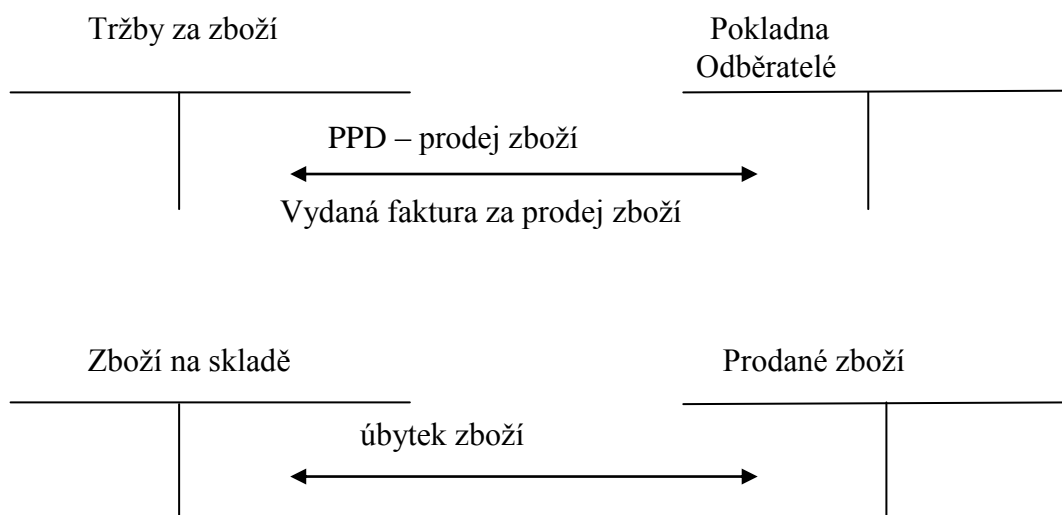 Tržby za zboží
Pokladna
Odběratelé
PPD – prodej zboží
Vydaná faktura za prodej zboží
Zboží na skladě
Prodané zboží
úbytek zboží